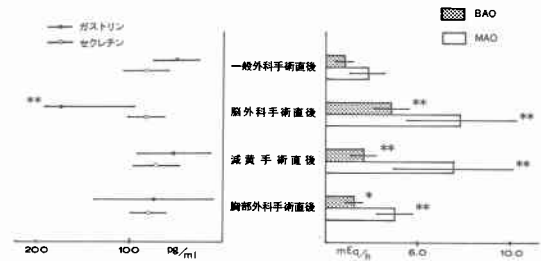 ガストリン
セクレチン
BAO
MAO
一般外科手術直後
**
脳外科手術直後
**
**
減黄手術直後
**
**
胸部外科手術直後
*
**
200
100
pg/ml
mEq/h
6.0
10.0